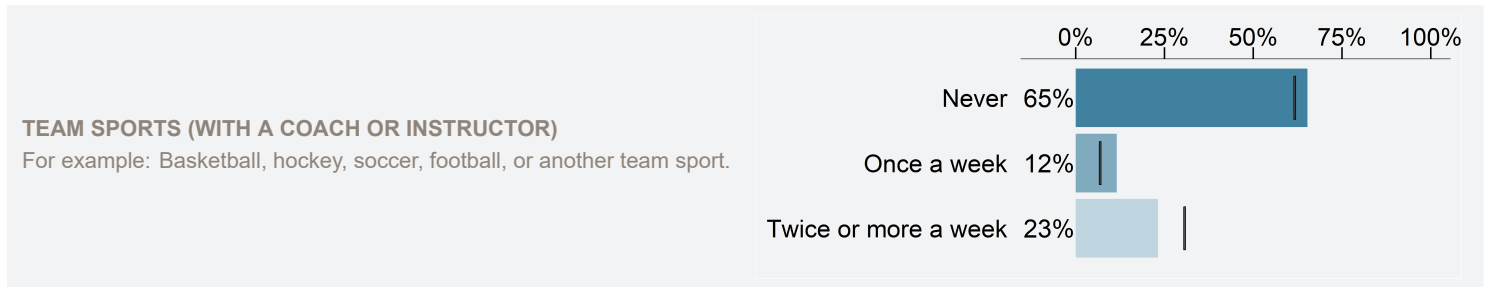 TEAM SPORTS (WITH A COACH OR INSTRUCTOR)
For example: Basketball, hockey, soccer, football, or another team sport.
0% 25% 50% 75% 100%
Never 65%
Once a week 12%
Twice or more a week 23%